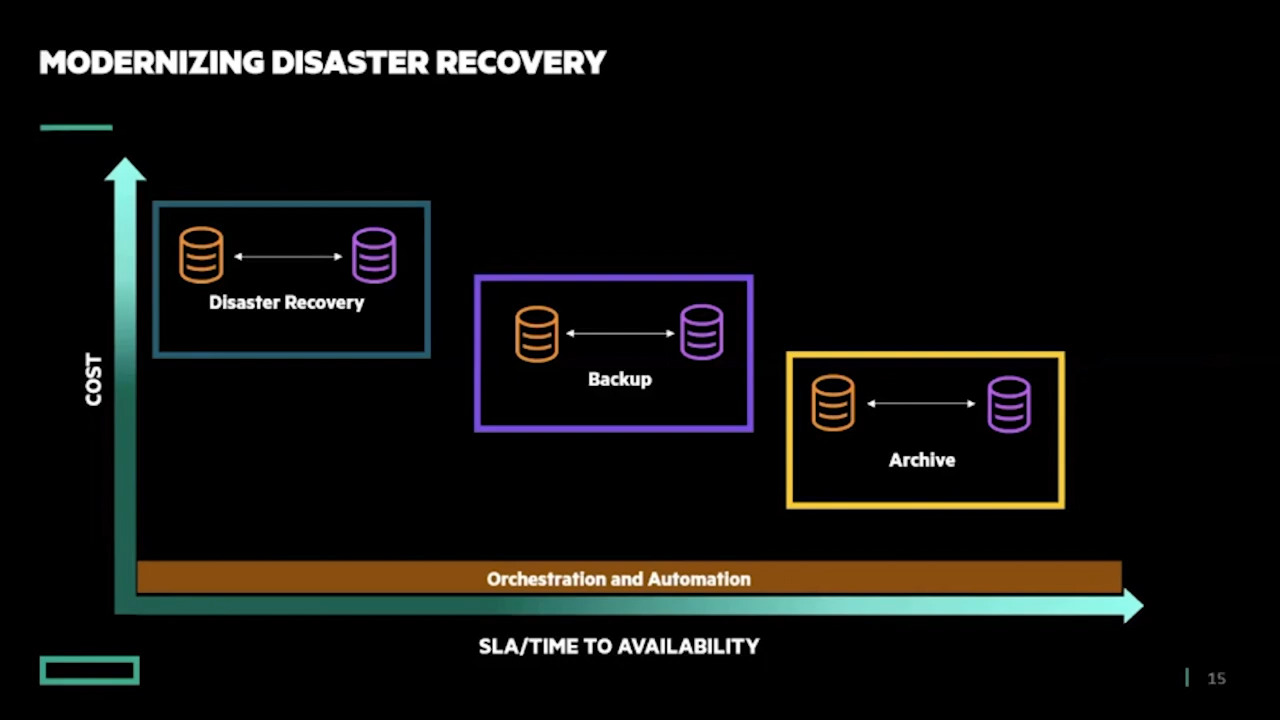 MODERNIZING DISASTER RECOVERY
Disaster Recovery
Backup
Archive
COST
Orchestration and Automation
SLA/TIME TO AVAILABILITY
15